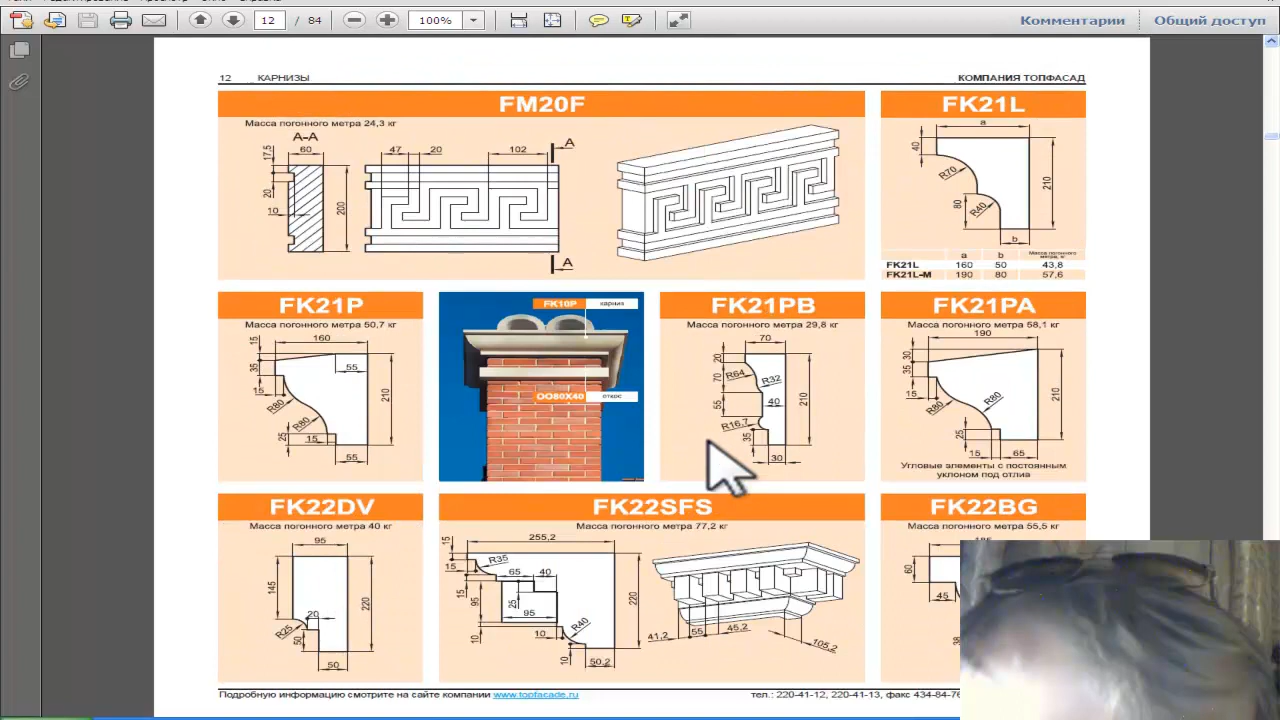 12 / 84
100%
Комментарии
Общий доступ
12 КАРНИЗЫ
КОМПАНИЯ ТОПФАСАД
FM20F
Масса погонного метра 24,3 кг
A-A
60
17,5
20
10
200
47
20
102
A
A
FK21L
a
40
R70
80
R40
210
b
a b
FK21L 160 50 43,8
FK21L-M 190 80 57,6
FK21P
Масса погонного метра 50,7 кг
160
15
35
55
15
R80
R80
210
25
15
55
FK10P карниз
OO80X40 откос
FK21PB
Масса погонного метра 29,8 кг
70
20
R64
70
R32
40
210
55
R16,7
35
30
FK21PA
Масса погонного метра 58,1 кг
190
30
35
15
R80
R80
210
25
15
65
Угловые элементы с постоянным
уклоном под отлив
FK22DV
Масса погонного метра 40 кг
95
145
220
20
R25
50
50
FK22SFS
Масса погонного метра 77,2 кг
255,2
15
R35
15
65
40
15
95
25
95
220
10
10
R40
10
50,2
41,2
55
45,2
105,2
FK22BG
Масса погонного метра 55,5 кг
60
45
Подробную информацию смотрите на сайте компании www.topfacade.ru
тел.: 220-41-12, 220-41-13, факс 434-84-76